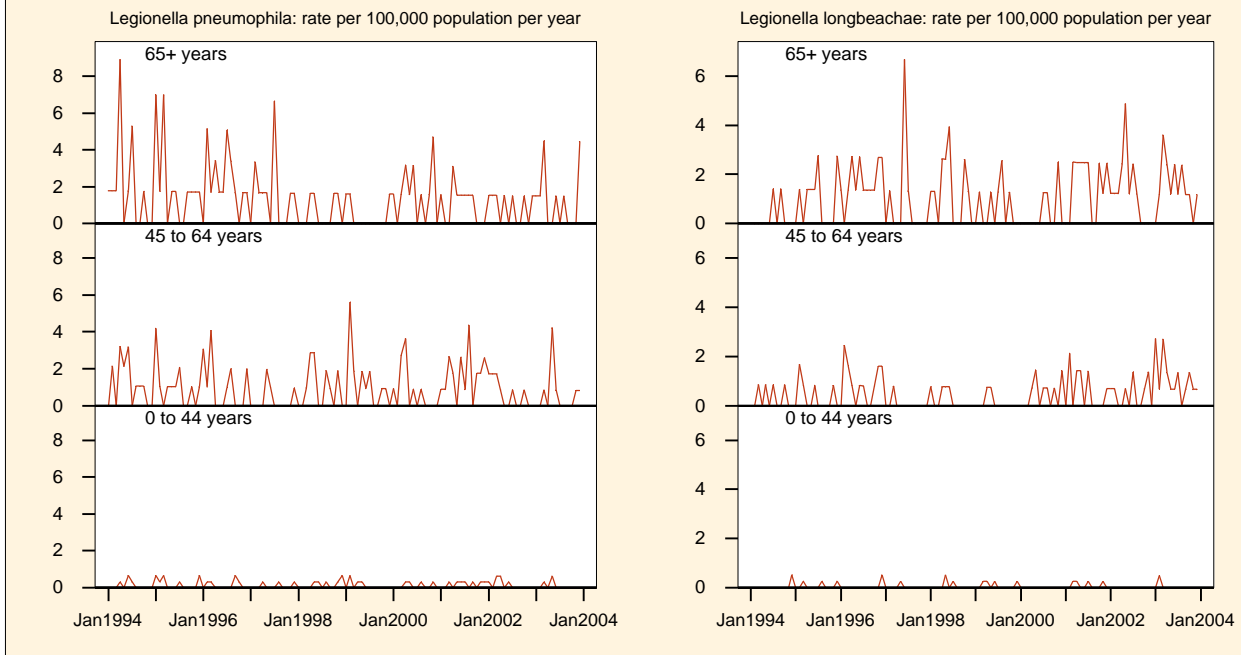 Legionella pneumophila: rate per 100,000 population per year
65+ years
8
6
4
2
0
45 to 64 years
8
6
4
2
0
0 to 44 years
8
6
4
2
0
Jan1994 Jan1996 Jan1998 Jan2000 Jan2002 Jan2004
Legionella longbeachae: rate per 100,000 population per year
65+ years
6
4
2
0
45 to 64 years
6
4
2
0
0 to 44 years
6
4
2
0
Jan1994 Jan1996 Jan1998 Jan2000 Jan2002 Jan2004